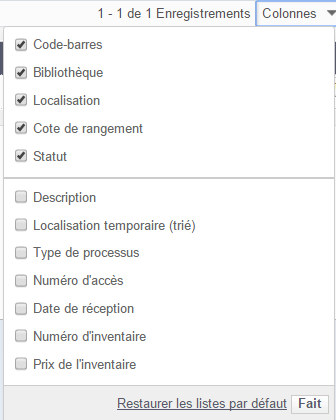 1 - 1 de 1 Enregistrements Colonnes
Code-barres
Bibliothèque
Localisation
Cote de rangement
Statut
Description
Localisation temporaire (trié)
Type de processus
Numéro d'accès
Date de réception
Numéro d'inventaire
Prix de l'inventaire
Restaurer les listes par défaut Fait